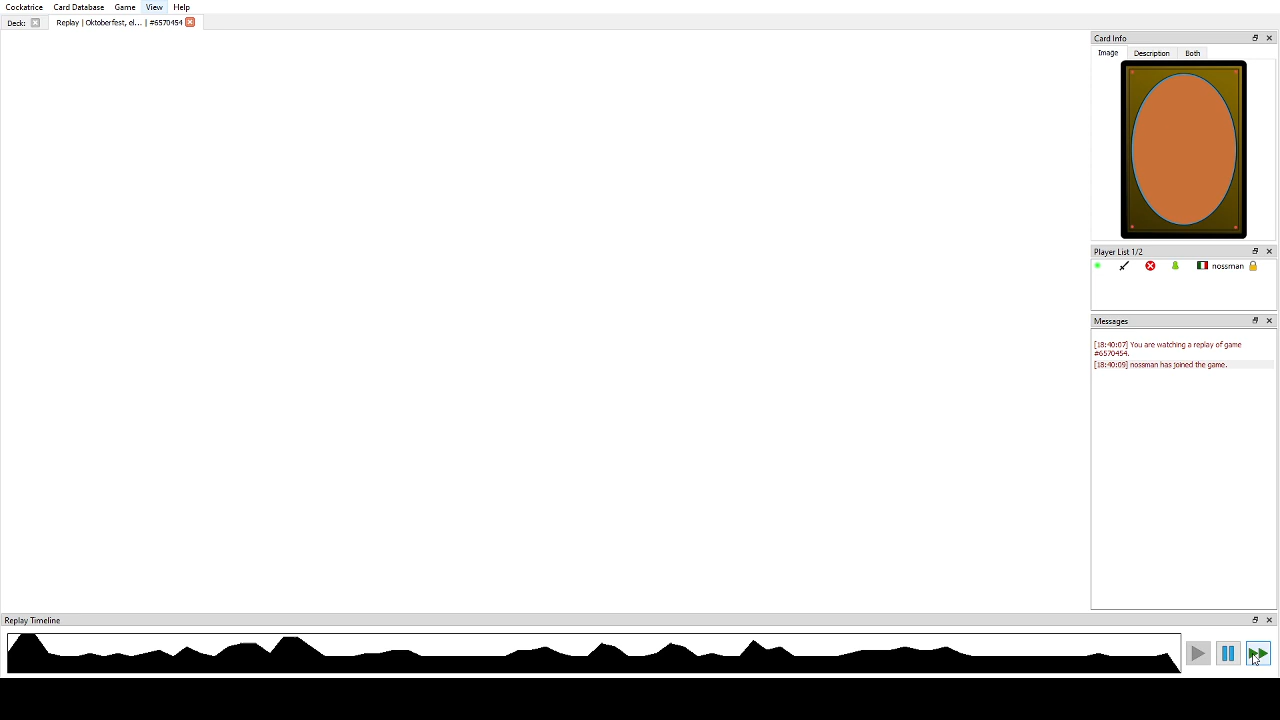 Cockatrice Card Database Game View Help
Deck: Replay | Oktoberfest, el... | #6570454
Card Info
Image Description Both
Player List 1/2
nossman
Messages
[18:40:07] You are watching a replay of game
#6570454.
[18:40:09] nossman has joined the game.
Replay Timeline